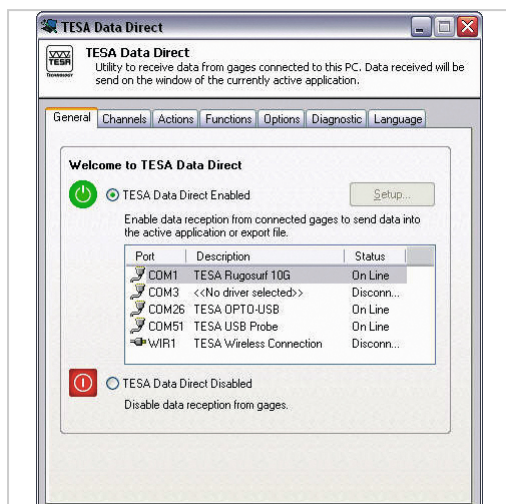 TESA Data Direct
TESA
TECHNOLOGY
TESA Data Direct
Utility to receive data from gages connected to this PC. Data received will be
send on the window of the currently active application.
General Channels Actions Functions Options Diagnostic Language
Welcome to TESA Data Direct
TESA Data Direct Enabled Setup...
Enable data reception from connected gages to send data into
the active application or export file.
Port Description Status
COM1 TESA Rugosurf 10G On Line
COM3 <<No driver selected>> Disconn...
COM26 TESA OPTO-USB On Line
COM51 TESA USB Probe On Line
WIR1 TESA Wireless Connection Disconn...
TESA Data Direct Disabled
Disable data reception from gages.